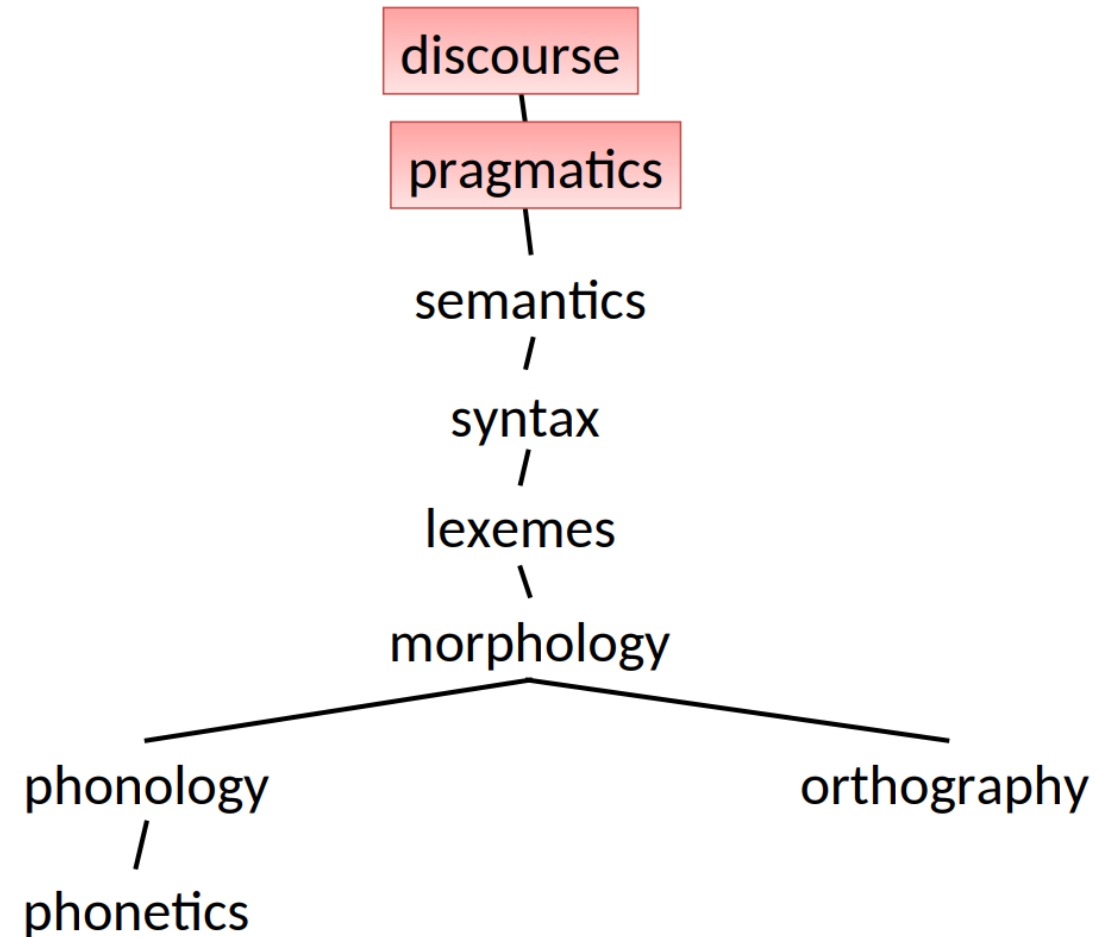 discourse
pragmatics
semantics
syntax
lexemes
morphology
phonology
orthography
phonetics